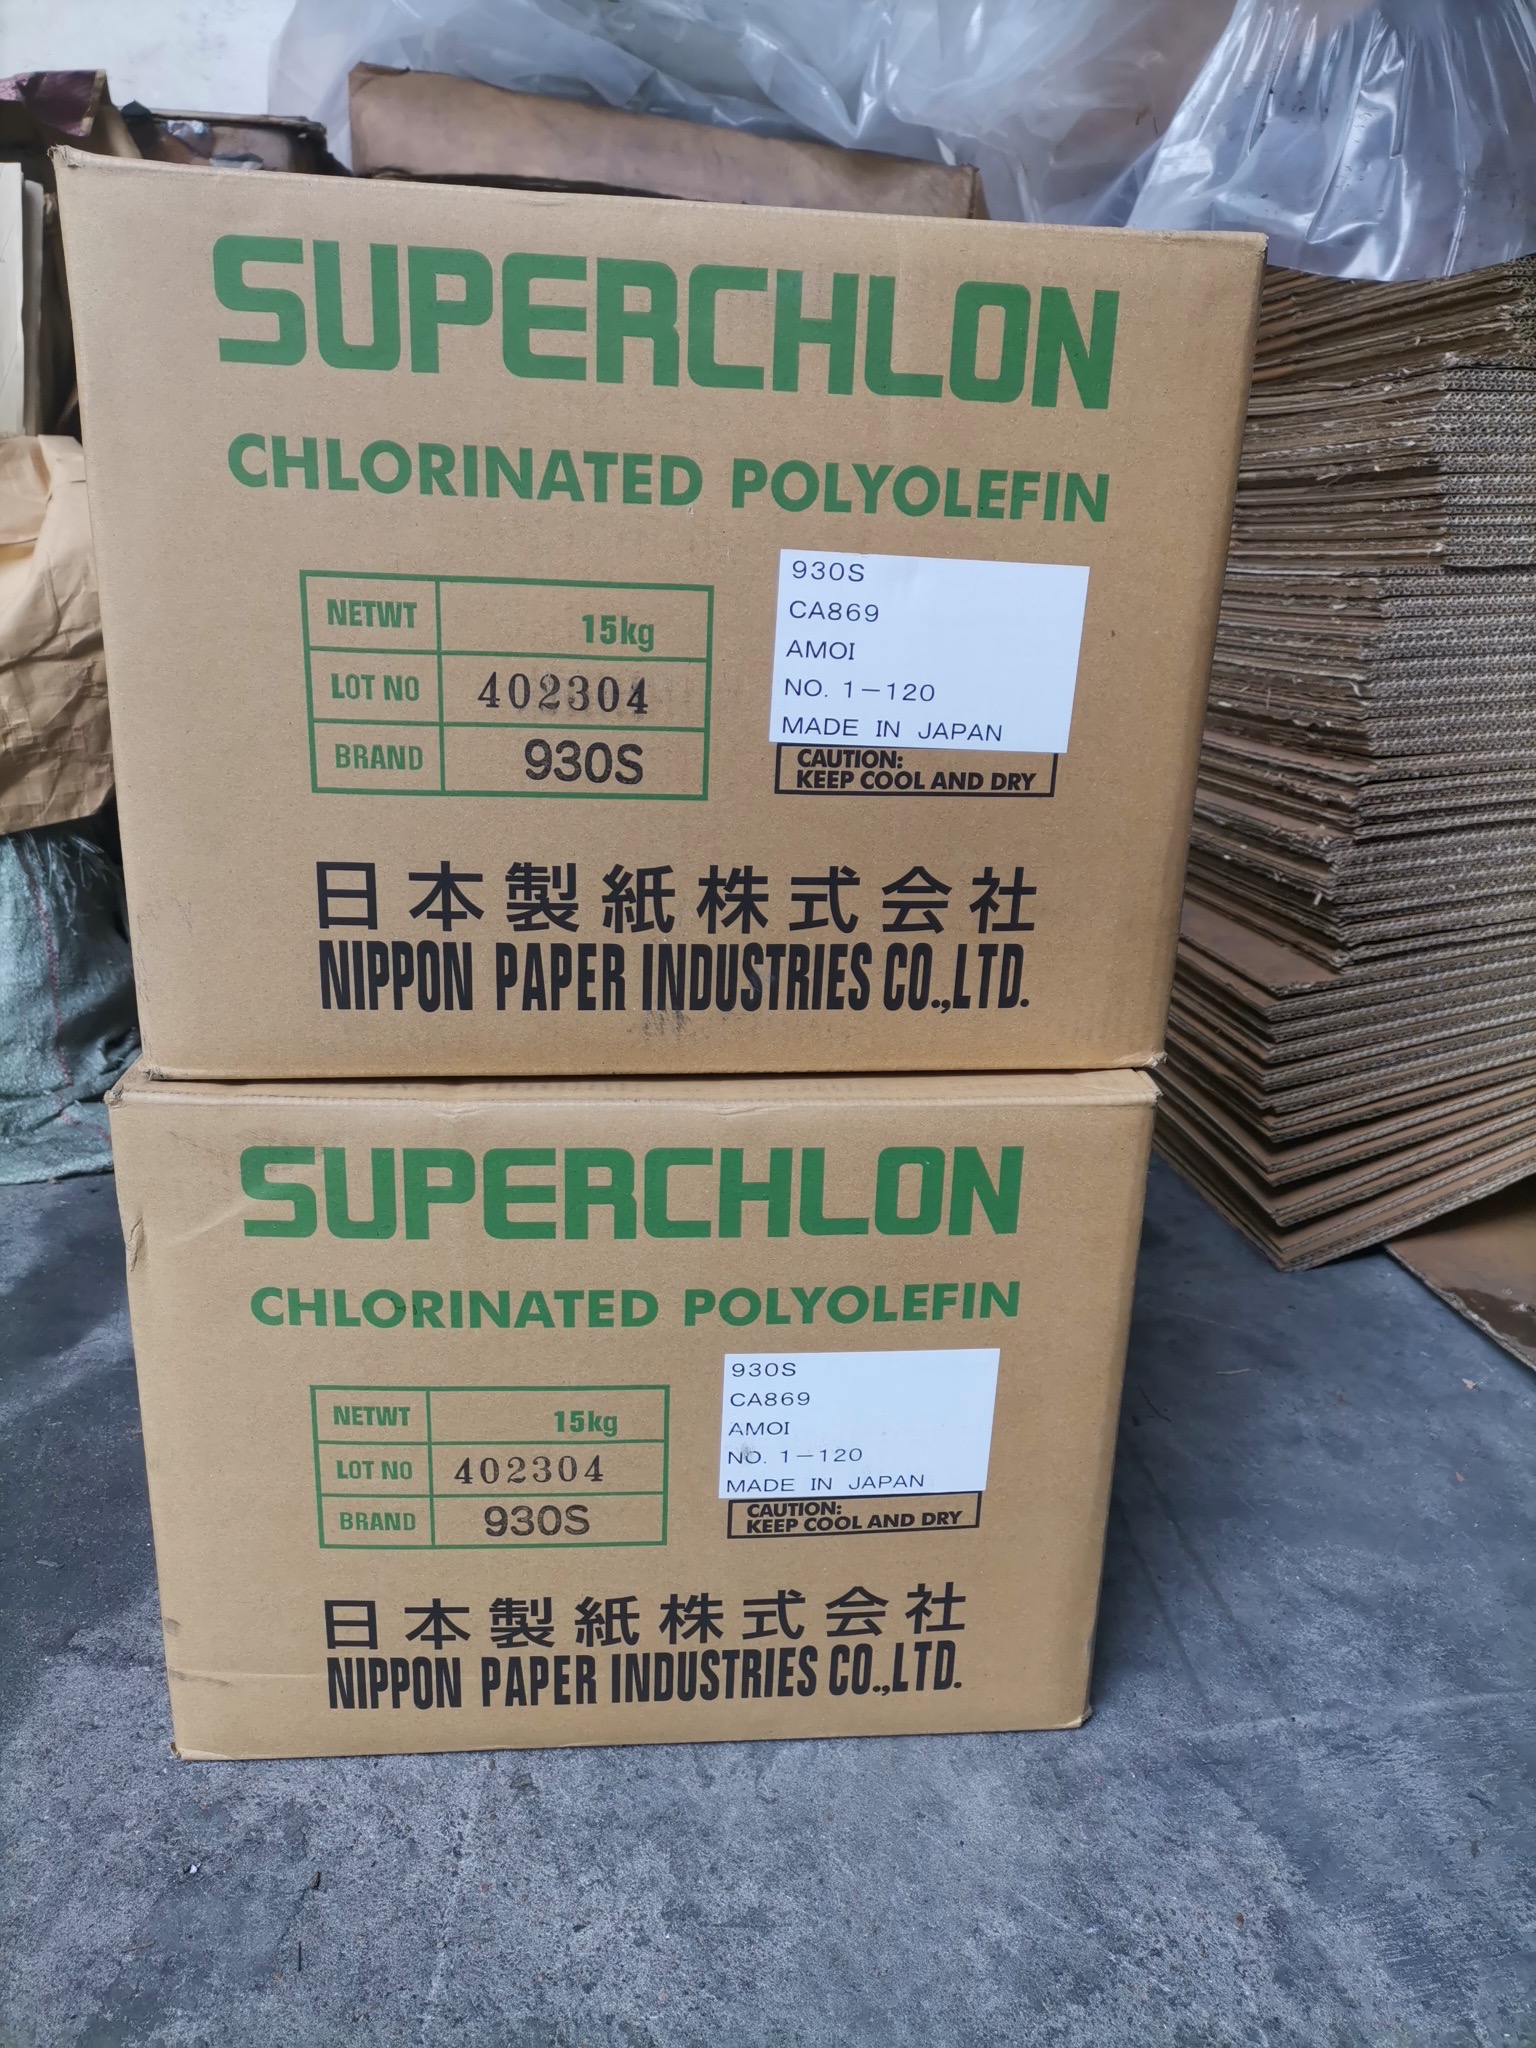 SUPERCHLON
CHLORINATED POLYOLEFIN
NETWT 15kg
LOT NO 402304
BRAND 930S
930S
CA869
AMOI
NO. 1-120
MADE IN JAPAN
CAUTION:
KEEP COOL AND DRY
日本製紙株式会社
NIPPON PAPER INDUSTRIES CO.,LTD.
SUPERCHLON
CHLORINATED POLYOLEFIN
NETWT 15kg
LOT NO 402304
BRAND 930S
930S
CA869
AMOI
NO. 1-120
MADE IN JAPAN
CAUTION:
KEEP COOL AND DRY
日本製紙株式会社
NIPPON PAPER INDUSTRIES CO.,LTD.